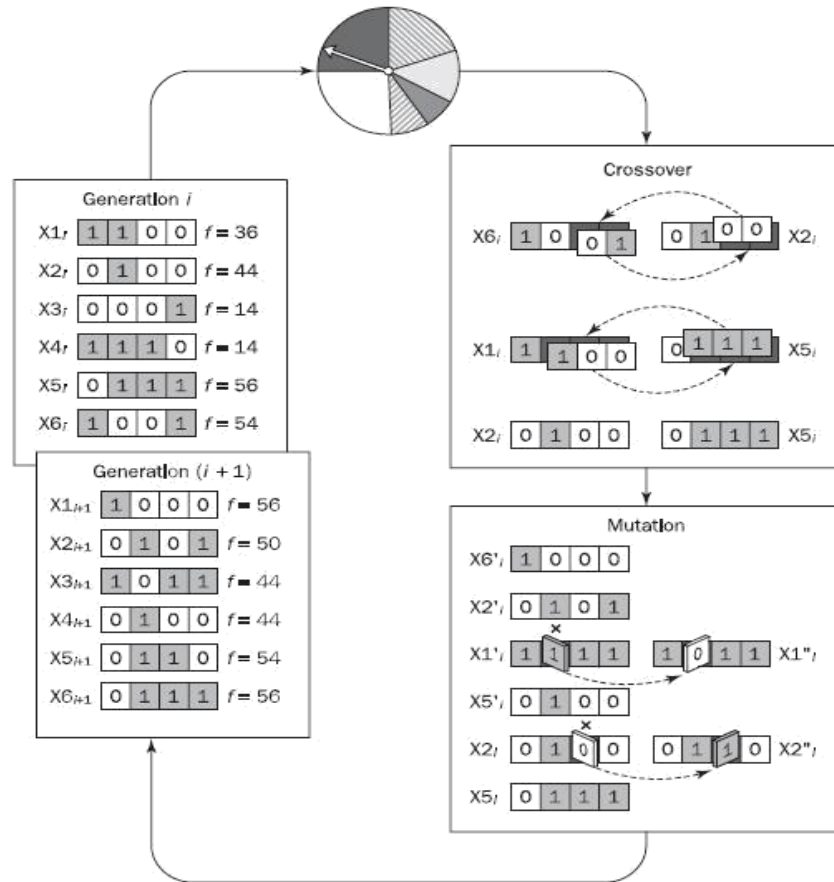 Generation i
X1i 1 1 0 0 f = 36
X2i 0 1 0 0 f = 44
X3i 0 0 0 1 f = 14
X4i 1 1 1 0 f = 14
X5i 0 1 1 1 f = 56
X6i 1 0 0 1 f = 54
Generation (i + 1)
X1i+1 1 0 0 0 f = 56
X2i+1 0 1 0 1 f = 50
X3i+1 1 0 1 1 f = 44
X4i+1 0 1 0 0 f = 44
X5i+1 0 1 1 0 f = 54
X6i+1 0 1 1 1 f = 56
Crossover
X6i 1 0 0 1 0 1 0 0 X2i
X1i 1 1 0 0 0 1 1 1 X5i
X2i 0 1 0 0 0 1 1 1 X5i
Mutation
X6'i 1 0 0 0
X2'i 0 1 0 1
×
X1'i 1 1 1 1 1 0 1 1 X1"i
X5'i 0 1 0 0
×
X2i 0 1 0 0 0 1 1 0 X2"i
X5i 0 1 1 1